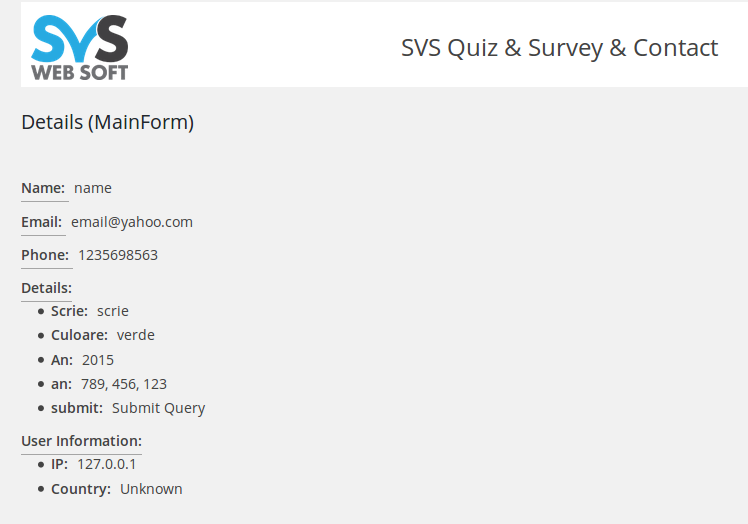 SVS
WEB SOFT
SVS Quiz & Survey & Contact
Details (MainForm)
Name: name
Email: email@yahoo.com
Phone: 1235698563
Details:
• Scrie: scrie
• Culoare: verde
• An: 2015
• an: 789, 456, 123
• submit: Submit Query
User Information:
• IP: 127.0.0.1
• Country: Unknown